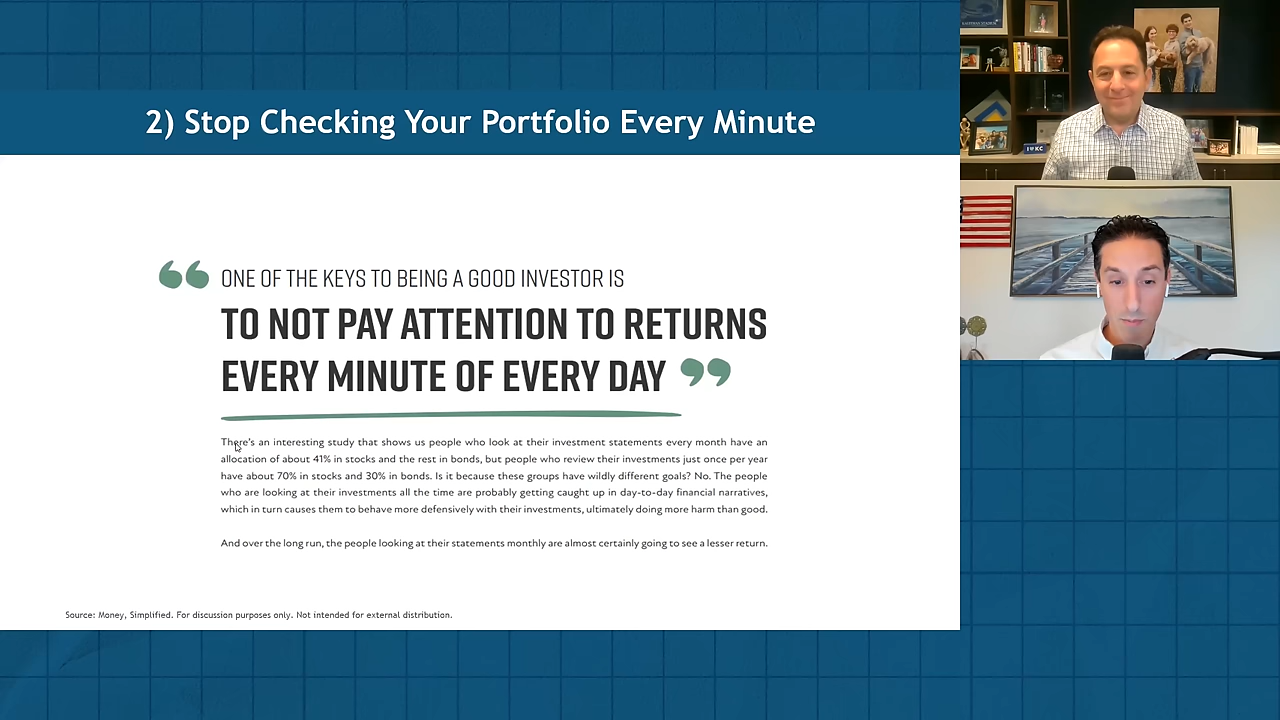 2) Stop Checking Your Portfolio Every Minute
“ ONE OF THE KEYS TO BEING A GOOD INVESTOR IS
TO NOT PAY ATTENTION TO RETURNS
EVERY MINUTE OF EVERY DAY ”
There's an interesting study that shows us people who look at their investment statements every month have an
allocation of about 41% in stocks and the rest in bonds, but people who review their investments just once per year
have about 70% in stocks and 30% in bonds. Is it because these groups have wildly different goals? No. The people
who are looking at their investments all the time are probably getting caught up in day-to-day financial narratives,
which in turn causes them to behave more defensively with their investments, ultimately doing more harm than good.
And over the long run, the people looking at their statements monthly are almost certainly going to see a lesser return.
Source: Money, Simplified. For discussion purposes only. Not intended for external distribution.
I ♥ KC